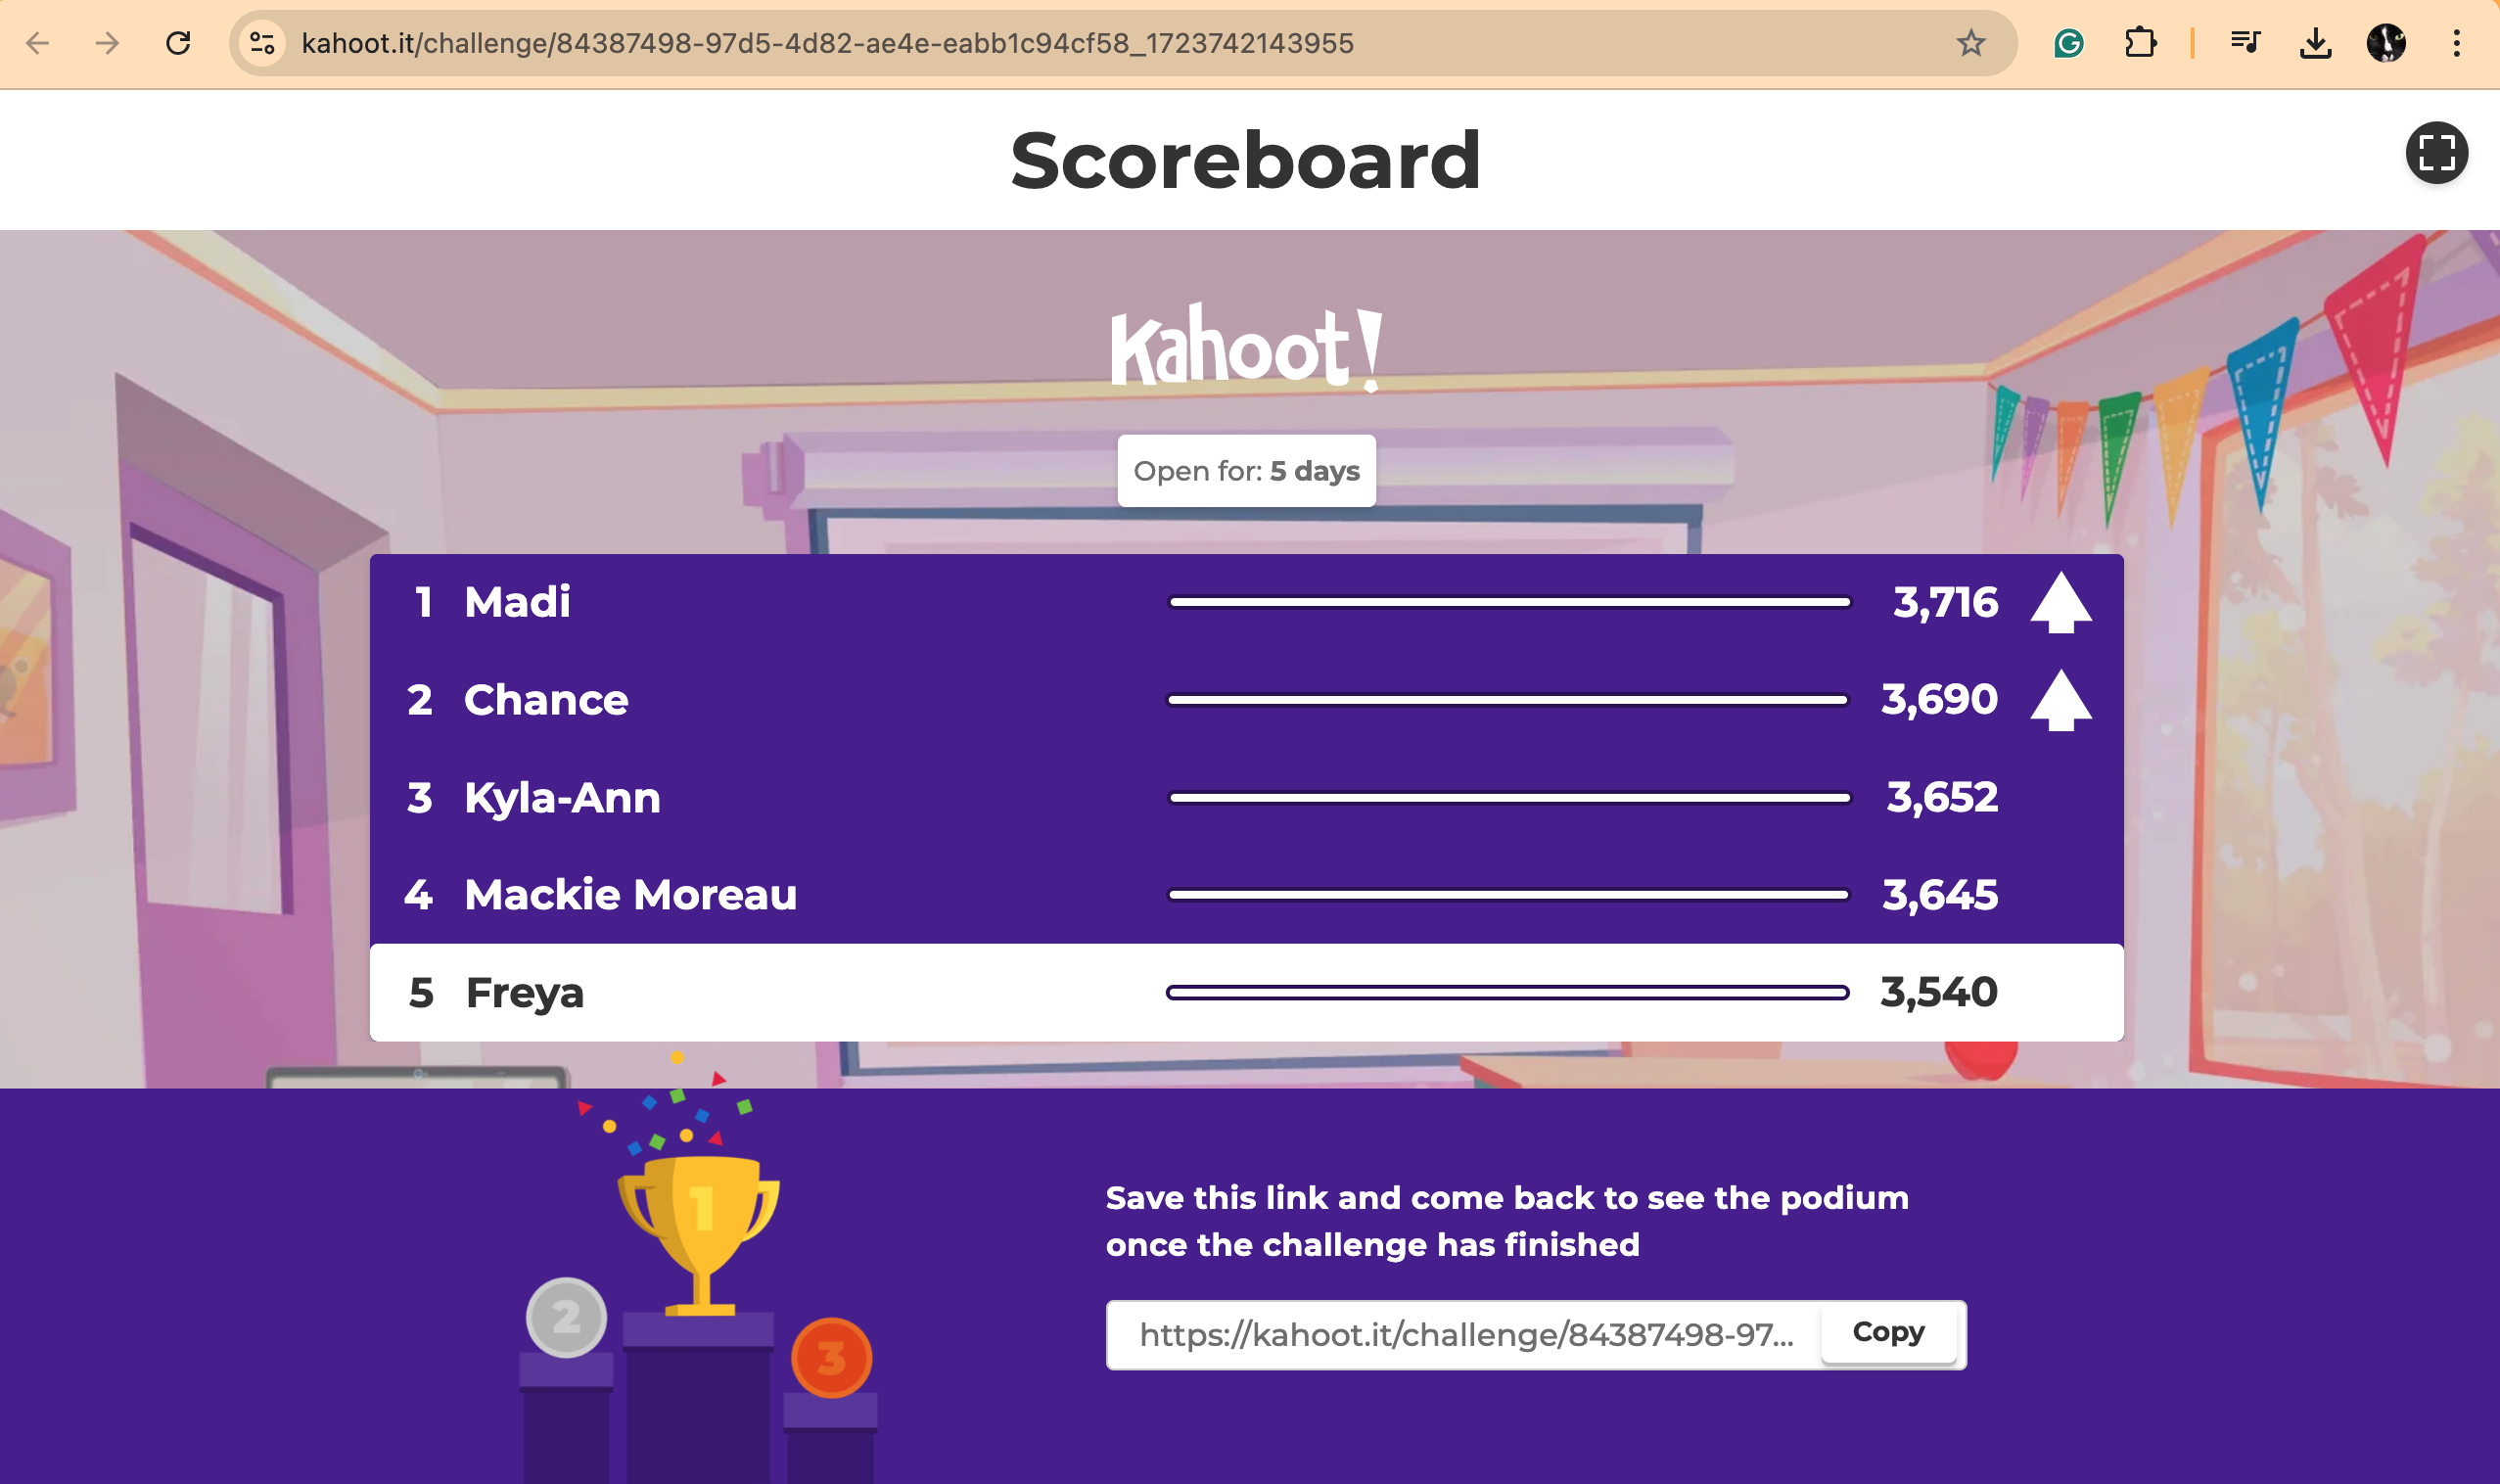 kahoot.it/challenge/84387498-97d5-4d82-ae4e-eabb1c94cf58_1723742143955
Scoreboard
Kahoot!
Open for: 5 days
1 Madi 3,716
2 Chance 3,690
3 Kyla-Ann 3,652
4 Mackie Moreau 3,645
5 Freya 3,540
1
2
3
Save this link and come back to see the podium
once the challenge has finished
https://kahoot.it/challenge/84387498-97... Copy